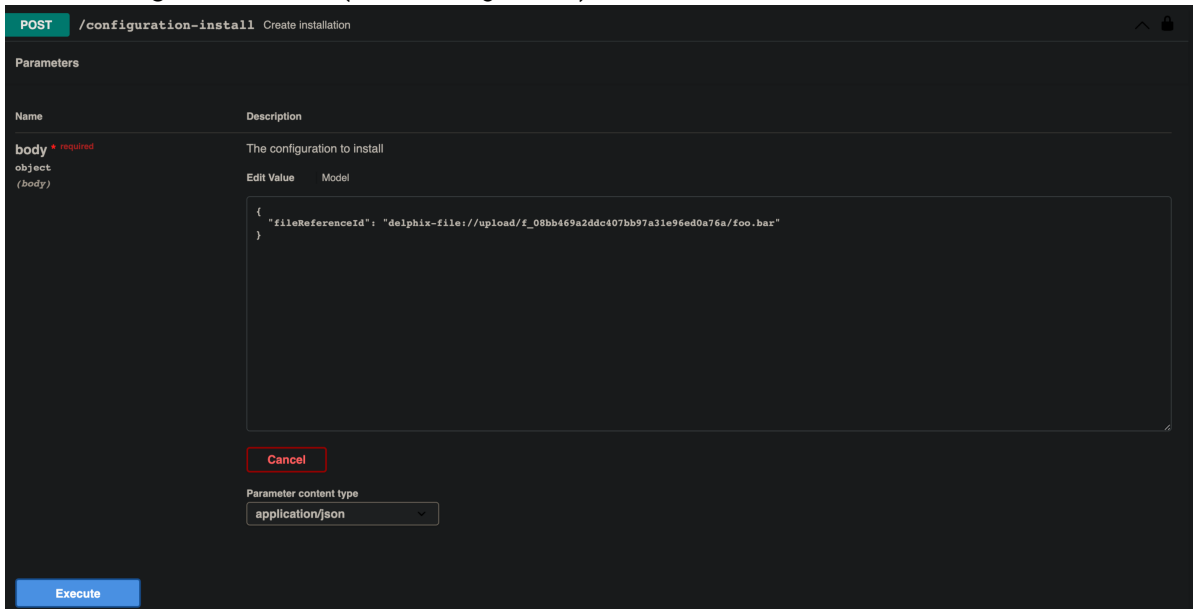 POST /configuration-install Create installation
Parameters
Name Description
body * required
object
(body)
The configuration to install
Edit Value Model
{
"fileReferenceId": "delphix-file://upload/f_08bb469a2ddc407bb97a31e96ed0a76a/foo.bar"
}
Cancel
Parameter content type
application/json
Execute